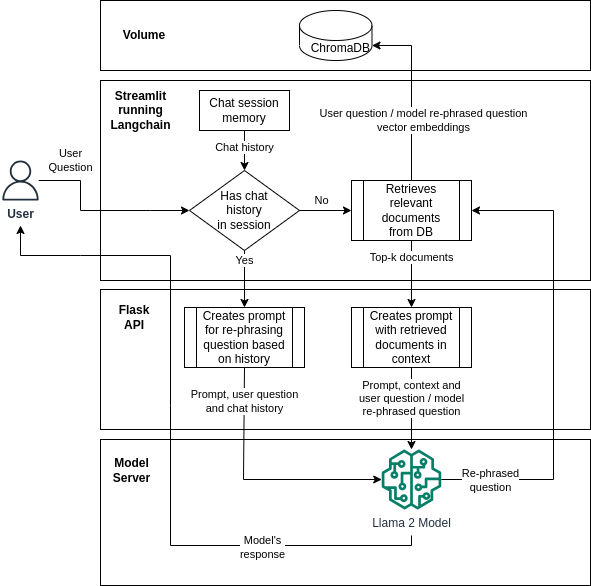 Volume
ChromaDB
Streamlit
running
Langchain
Chat session
memory
User question / model re-phrased question
vector embeddings
Chat history
User
Question
User
Has chat
history
in session
No
Retrieves
relevant
documents
from DB
Yes
Top-k documents
Flask
API
Creates prompt
for re-phrasing
question based
on history
Creates prompt
with retrieved
documents in
context
Prompt, user question
and chat history
Prompt, context and
user question / model
re-phrased question
Model
Server
Re-phrased
question
Llama 2 Model
Model's
response